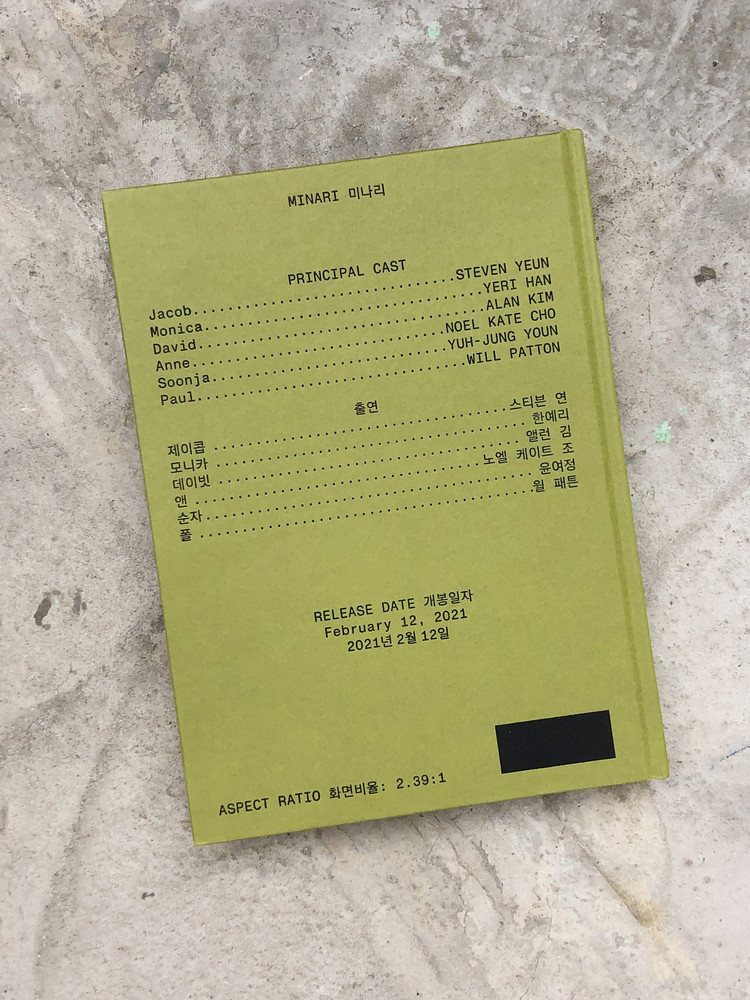 MINARI 미나리
PRINCIPAL CAST
Jacob................................STEVEN YEUN
Monica..................................YERI HAN
David...................................ALAN KIM
Anne...............................NOEL KATE CHO
Soonja.............................YUH-JUNG YOUN
Paul.................................WILL PATTON
출연
제이콥 ....................................스티븐 연
모니카 ........................................한예리
데이빗 ........................................앨런 김
앤 ....................................노엘 케이트 조
순자...........................................윤여정
폴 ...........................................윌 패튼
RELEASE DATE 개봉일자
February 12, 2021
2021년 2월 12일
ASPECT RATIO 화면비율: 2.39:1